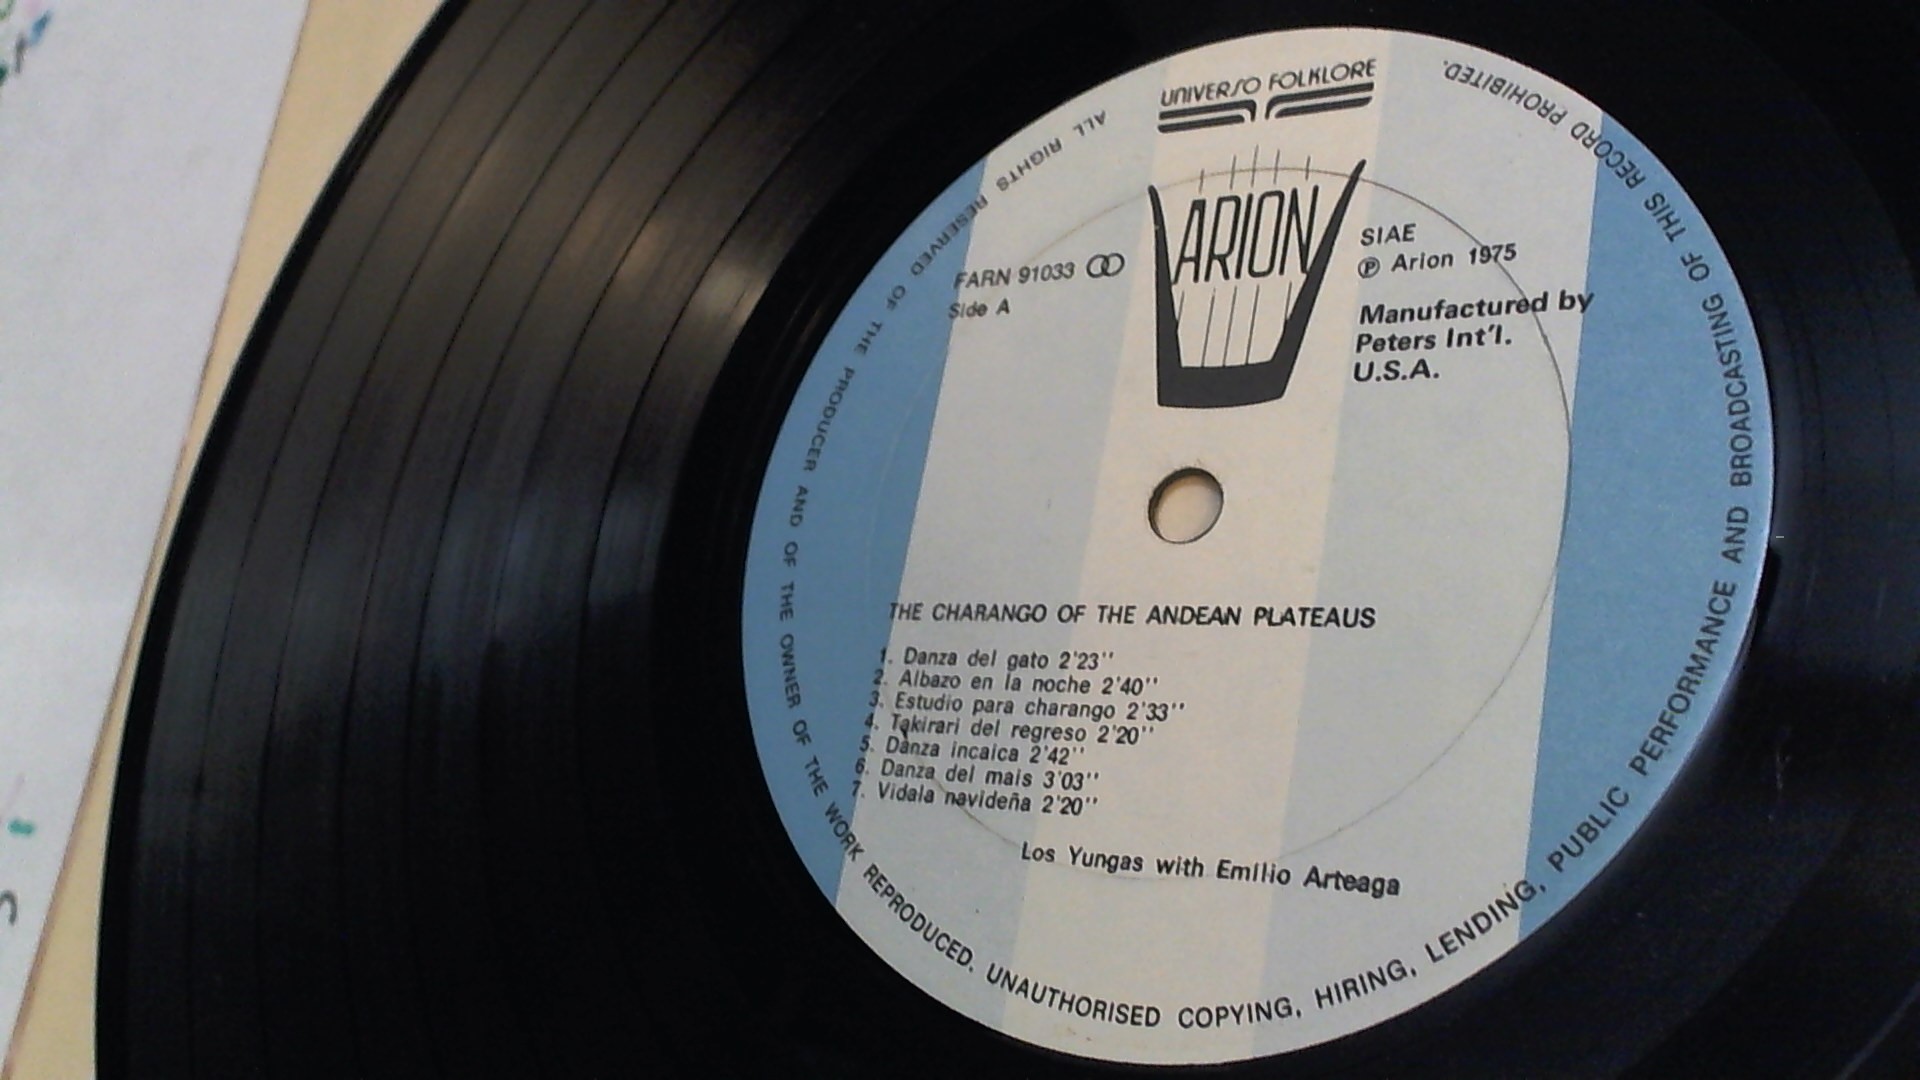 UNIVERSO FOLKLORE
ARION
FARN 91033
Side A
SIAE
Ⓟ Arion 1975
Manufactured by
Peters Int'l.
U.S.A.
THE CHARANGO OF THE ANDEAN PLATEAUS
1. Danza del gato 2'23''
2. Albazo en la noche 2'40''
3. Estudio para charango 2'33''
4. Takirari del regreso 2'20''
5. Danza incaica 2'42''
6. Danza del mais 3'03''
7. Vidala navideña 2'20''
Los Yungas with Emilio Arteaga
ALL RIGHTS RESERVED OF THE PRODUCER AND OF THE OWNER OF THE WORK REPRODUCED. UNAUTHORISED COPYING, HIRING, LENDING, PUBLIC PERFORMANCE AND BROADCASTING OF THIS RECORD PROHIBITED.